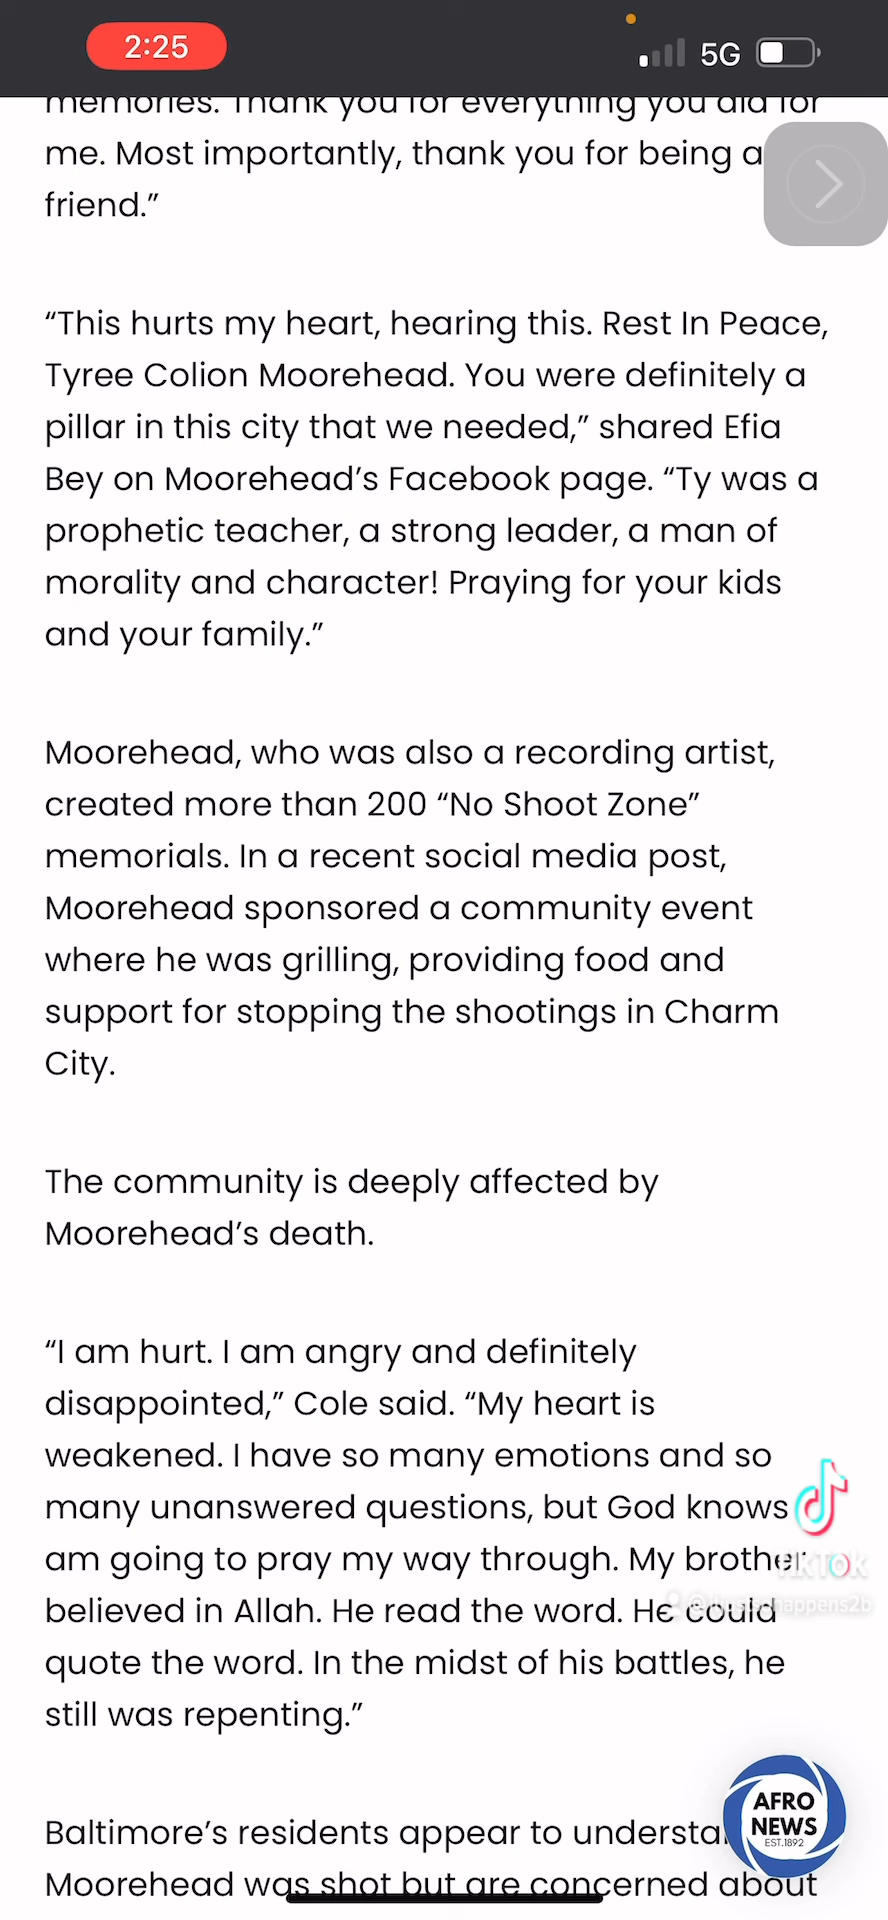 2:25
5G
memories. Thank you for everything you did for
me. Most importantly, thank you for being a
friend.”
“This hurts my heart, hearing this. Rest In Peace,
Tyree Colion Moorehead. You were definitely a
pillar in this city that we needed,” shared Efia
Bey on Moorehead’s Facebook page. “Ty was a
prophetic teacher, a strong leader, a man of
morality and character! Praying for your kids
and your family.”
Moorehead, who was also a recording artist,
created more than 200 “No Shoot Zone”
memorials. In a recent social media post,
Moorehead sponsored a community event
where he was grilling, providing food and
support for stopping the shootings in Charm
City.
The community is deeply affected by
Moorehead’s death.
“I am hurt. I am angry and definitely
disappointed,” Cole said. “My heart is
weakened. I have so many emotions and so
many unanswered questions, but God knows
am going to pray my way through. My brother
believed in Allah. He read the word. He could
quote the word. In the midst of his battles, he
still was repenting.”
TikTok
AFRO
NEWS
EST.1892
Baltimore’s residents appear to
Moorehead was shot but are concerned about